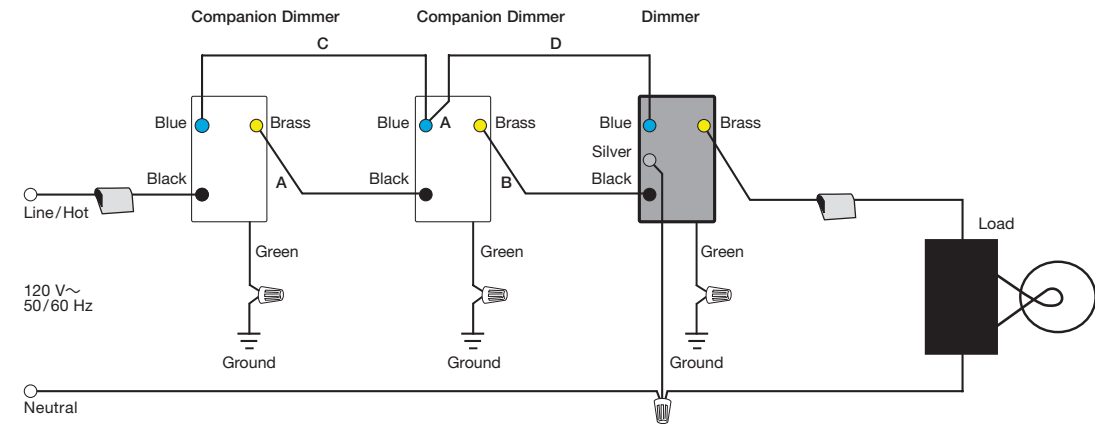 Companion Dimmer
Companion Dimmer
Dimmer
C
D
Blue
Brass
Blue
A
Brass
Blue
Brass
Silver
Black
A
Black
B
Black
Line/Hot
Load
Green
Green
Green
120 V~
50/60 Hz
Ground
Ground
Ground
Neutral